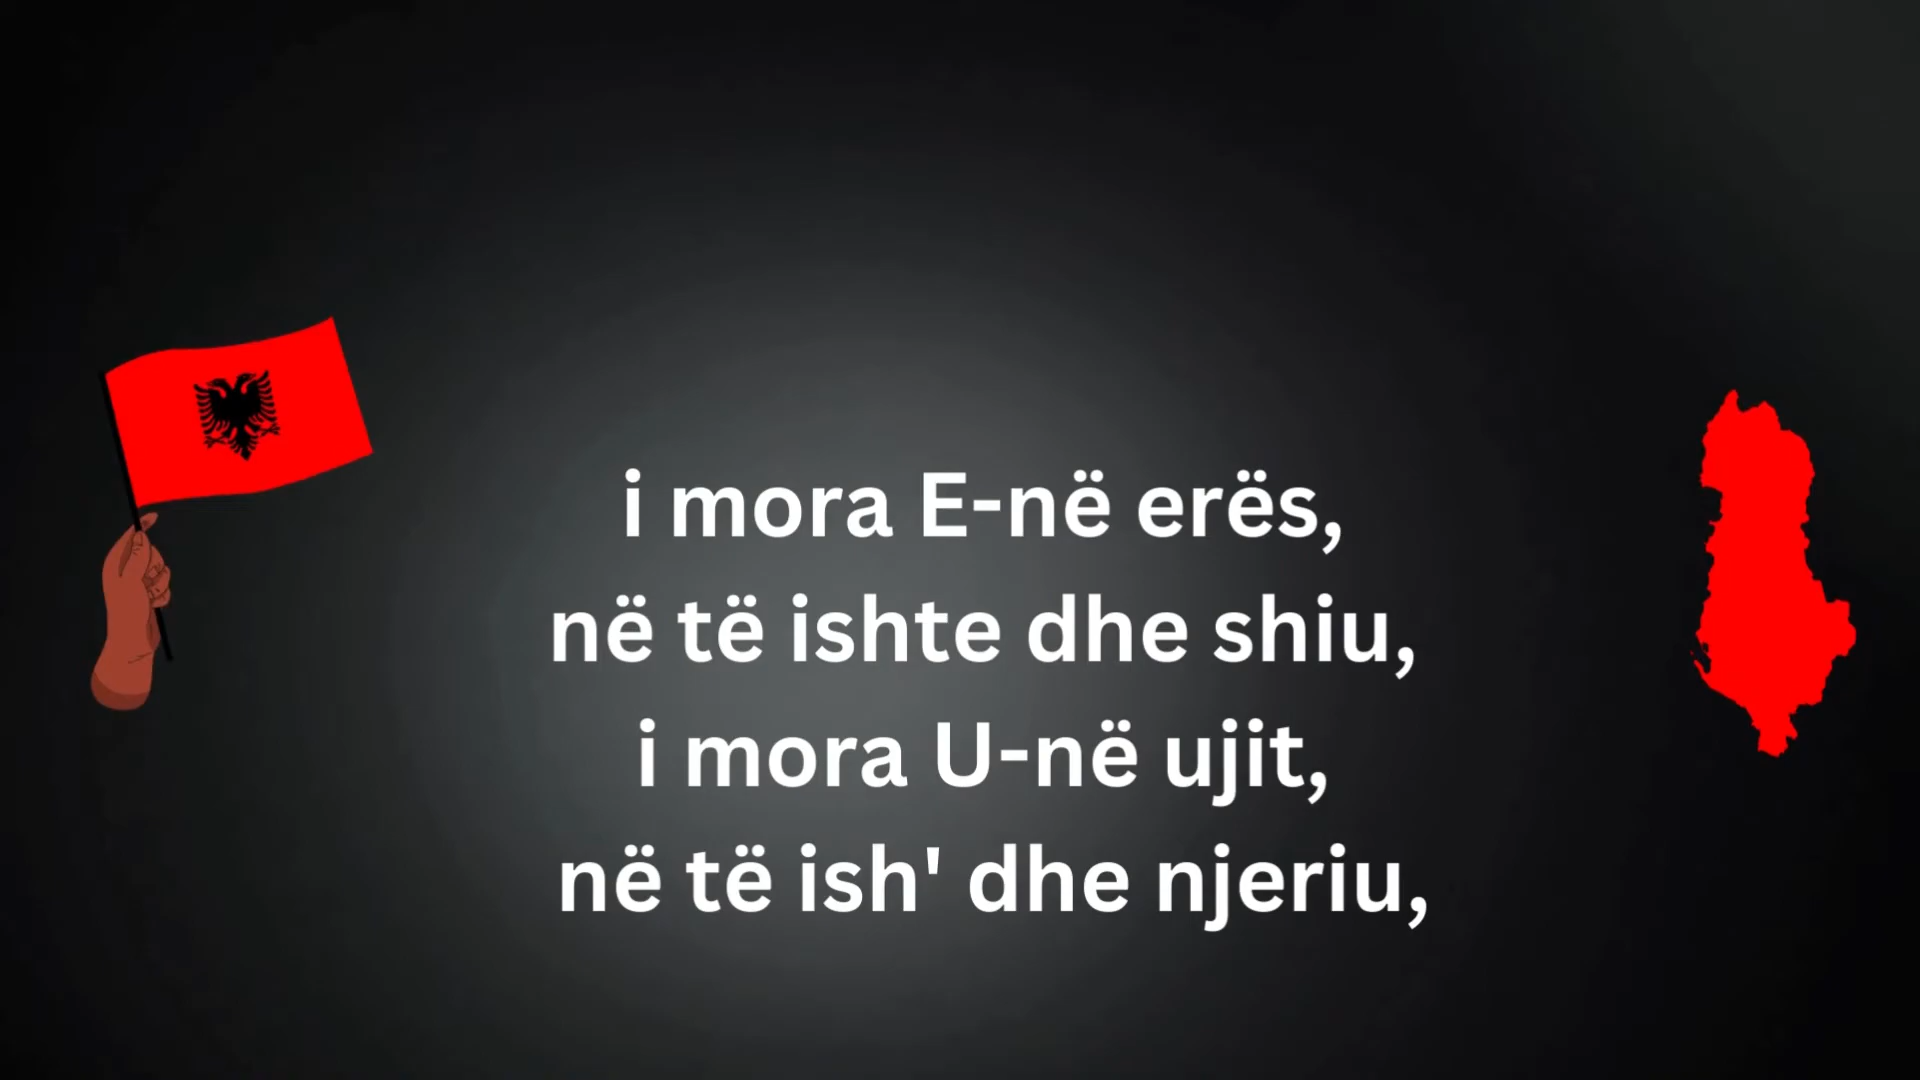 i mora E-në erës,
në të ishte dhe shiu,
i mora U-në ujit,
në të ish' dhe njeriu,